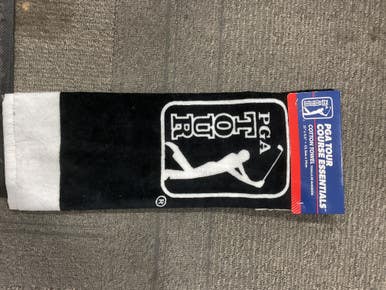 PGA
TOUR
®
PGA TOUR
COURSE ESSENTIALS
COTTON TOWEL